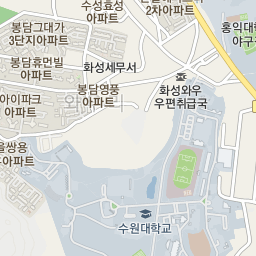 봉담그대가
3단지아파트
수성효성
아파트
2차아파트
홍익대
야구
봉담휴먼빌
아파트
화성세무서
화성와우
우편취급국
봉담영풍
아파트
아이파크
아파트
쌍용
아파트
수원대학교